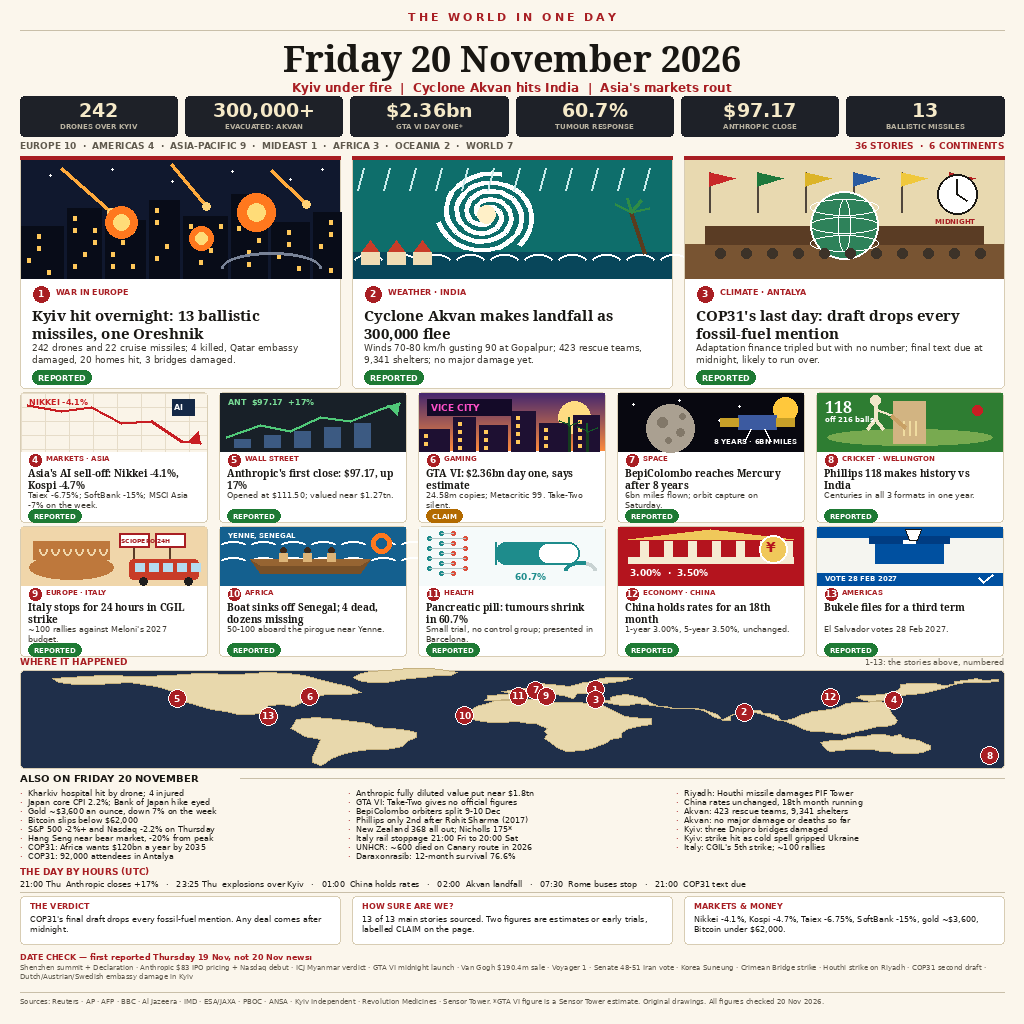 THE WORLD IN ONE DAY
Friday 20 November 2026
Kyiv under fire | Cyclone Akvan hits India | Asia's markets rout
242
DRONES OVER KYIV
300,000+
EVACUATED: AKVAN
$2.36bn
GTA VI DAY ONE*
60.7%
TUMOUR RESPONSE
$97.17
ANTHROPIC CLOSE
13
BALLISTIC MISSILES
EUROPE 10 · AMERICAS 4 · ASIA-PACIFIC 9 · MIDEAST 1 · AFRICA 3 · OCEANIA 2 · WORLD 7
36 STORIES · 6 CONTINENTS
1 WAR IN EUROPE
Kyiv hit overnight: 13 ballistic
missiles, one Oreshnik
242 drones and 22 cruise missiles; 4 killed, Qatar embassy
damaged, 20 homes hit, 3 bridges damaged.
REPORTED
2 WEATHER · INDIA
Cyclone Akvan makes landfall as
300,000 flee
Winds 70-80 km/h gusting 90 at Gopalpur; 423 rescue teams,
9,341 shelters; no major damage yet.
REPORTED
MIDNIGHT
3 CLIMATE · ANTALYA
COP31's last day: draft drops every
fossil-fuel mention
Adaptation finance tripled but with no number; final text due at
midnight, likely to run over.
REPORTED
NIKKEI -4.1%
AI
4 MARKETS · ASIA
Asia's AI sell-off: Nikkei -4.1%,
Kospi -4.7%
Taiex -6.75%; SoftBank -15%; MSCI Asia
-7% on the week.
REPORTED
ANT $97.17 +17%
5 WALL STREET
Anthropic's first close: $97.17, up
17%
Opened at $111.50; valued near $1.27tn.
REPORTED
VICE CITY
6 GAMING
GTA VI: $2.36bn day one, says
estimate
24.58m copies; Metacritic 99. Take-Two
silent.
CLAIM
8 YEARS · 6BN MILES
7 SPACE
BepiColombo reaches Mercury
after 8 years
6bn miles flown; orbit capture on
Saturday.
REPORTED
118
off 216 balls
8 CRICKET · WELLINGTON
Phillips 118 makes history vs
India
Centuries in all 3 formats in one year.
REPORTED
SCIOPERO 24H
9 EUROPE · ITALY
Italy stops for 24 hours in CGIL
strike
~100 rallies against Meloni's 2027
budget.
REPORTED
YENNE, SENEGAL
10 AFRICA
Boat sinks off Senegal; 4 dead,
dozens missing
50-100 aboard the pirogue near Yenne.
REPORTED
60.7%
11 HEALTH
Pancreatic pill: tumours shrink
in 60.7%
Small trial, no control group; presented in
Barcelona.
REPORTED
¥
3.00% · 3.50%
12 ECONOMY · CHINA
China holds rates for an 18th
month
1-year 3.00%, 5-year 3.50%, unchanged.
REPORTED
VOTE 28 FEB 2027
13 AMERICAS
Bukele files for a third term
El Salvador votes 28 Feb 2027.
REPORTED
WHERE IT HAPPENED
1-13: the stories above, numbered
5
6
13
10
11
7
9
1
3
2
12
4
8
ALSO ON FRIDAY 20 NOVEMBER
· Kharkiv hospital hit by drone; 4 injured
· Japan core CPI 2.2%; Bank of Japan hike eyed
· Gold ~$3,600 an ounce, down 7% on the week
· Bitcoin slips below $62,000
· S&P 500 -2%+ and Nasdaq -2.2% on Thursday
· Hang Seng near bear market, -20% from peak
· COP31: Africa wants $120bn a year by 2035
· COP31: 92,000 attendees in Antalya
· Anthropic fully diluted value put near $1.8tn
· GTA VI: Take-Two gives no official figures
· BepiColombo orbiters split 9-10 Dec
· Phillips only 2nd after Rohit Sharma (2017)
· New Zealand 368 all out; Nicholls 175*
· Italy rail stoppage 21:00 Fri to 20:00 Sat
· UNHCR: ~600 died on Canary route in 2026
· Daraxonrasib: 12-month survival 76.6%
· Riyadh: Houthi missile damages PIF Tower
· China rates unchanged, 18th month running
· Akvan: 423 rescue teams, 9,341 shelters
· Akvan: no major damage or deaths so far
· Kyiv: three Dnipro bridges damaged
· Kyiv: strike hit as cold spell gripped Ukraine
· Italy: CGIL's 5th strike; ~100 rallies
THE DAY BY HOURS (UTC)
21:00 Thu Anthropic closes +17% · 23:25 Thu explosions over Kyiv · 01:00 China holds rates · 02:00 Akvan landfall · 07:30 Rome buses stop · 21:00 COP31 text due
THE VERDICT
COP31's final draft drops every fossil-fuel mention. Any deal comes after
midnight.
HOW SURE ARE WE?
13 of 13 main stories sourced. Two figures are estimates or early trials,
labelled CLAIM on the page.
MARKETS & MONEY
Nikkei -4.1%, Kospi -4.7%, Taiex -6.75%, SoftBank -15%, gold ~$3,600,
Bitcoin under $62,000.
DATE CHECK — first reported Thursday 19 Nov, not 20 Nov news:
Shenzhen summit + Declaration · Anthropic $83 IPO pricing + Nasdaq debut · ICJ Myanmar verdict · GTA VI midnight launch · Van Gogh $190.4m sale · Voyager 1 · Senate 48-51 Iran vote · Korea Suneung · Crimean Bridge strike · Houthi strike on Riyadh · COP31 second draft ·
Dutch/Austrian/Swedish embassy damage in Kyiv
Sources: Reuters · AP · AFP · BBC · Al Jazeera · IMD · ESA/JAXA · PBOC · ANSA · Kyiv Independent · Revolution Medicines · Sensor Tower. *GTA VI figure is a Sensor Tower estimate. Original drawings. All figures checked 20 Nov 2026.